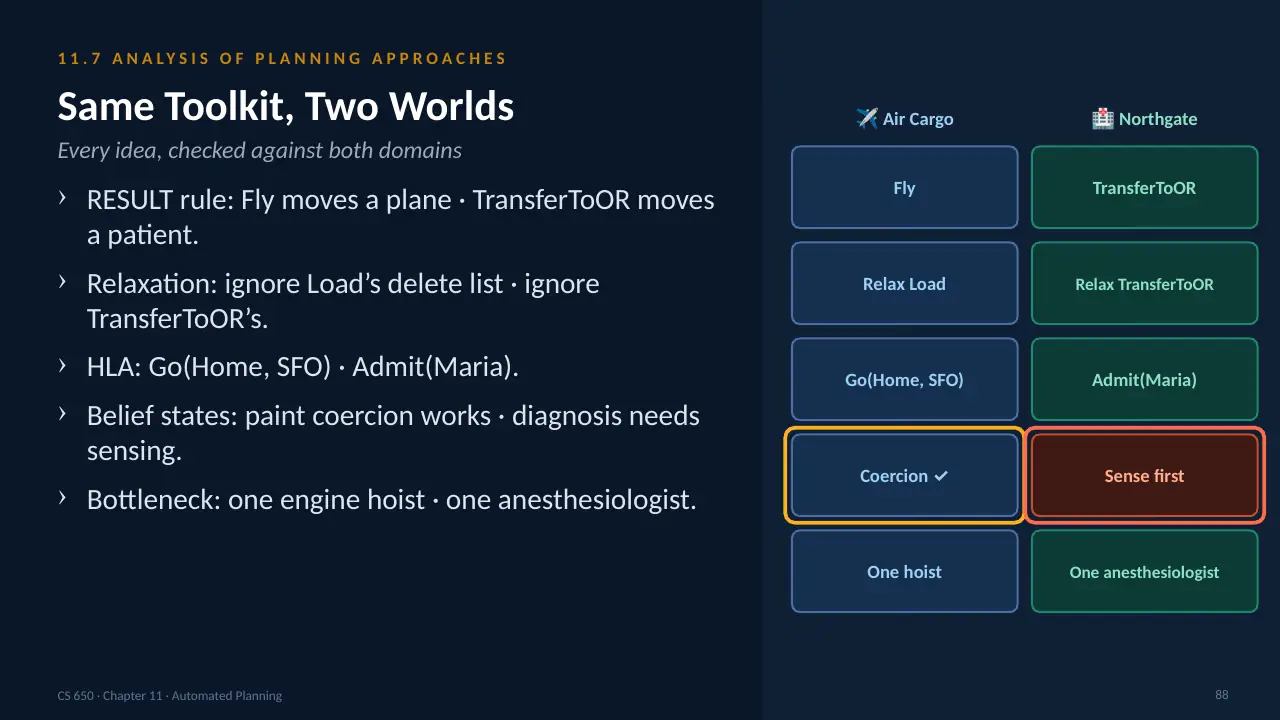 11.7 ANALYSIS OF PLANNING APPROACHES
Same Toolkit, Two Worlds
Every idea, checked against both domains
› RESULT rule: Fly moves a plane · TransferToOR moves
a patient.
› Relaxation: ignore Load’s delete list · ignore
TransferToOR’s.
› HLA: Go(Home, SFO) · Admit(Maria).
› Belief states: paint coercion works · diagnosis needs
sensing.
› Bottleneck: one engine hoist · one anesthesiologist.
✈️ Air Cargo
🏥 Northgate
Fly
TransferToOR
Relax Load
Relax TransferToOR
Go(Home, SFO)
Admit(Maria)
Coercion ✓
Sense first
One hoist
One anesthesiologist
CS 650 · Chapter 11 · Automated Planning
88